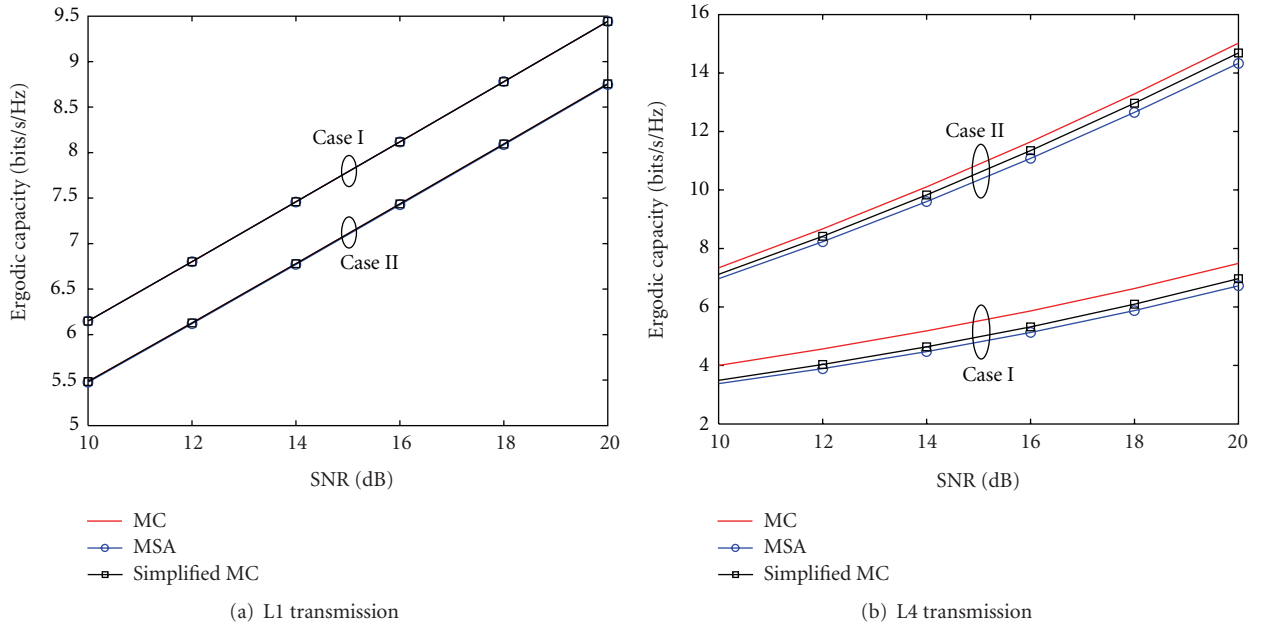 9.5
9
8.5
8
7.5
7
6.5
6
5.5
5
Ergodic capacity (bits/s/Hz)
Case I
Case II
10
12
14
16
18
20
SNR (dB)
MC
MSA
Simplified MC
(a) L1 transmission
16
14
12
10
8
6
4
2
Ergodic capacity (bits/s/Hz)
Case II
Case I
10
12
14
16
18
20
SNR (dB)
MC
MSA
Simplified MC
(b) L4 transmission